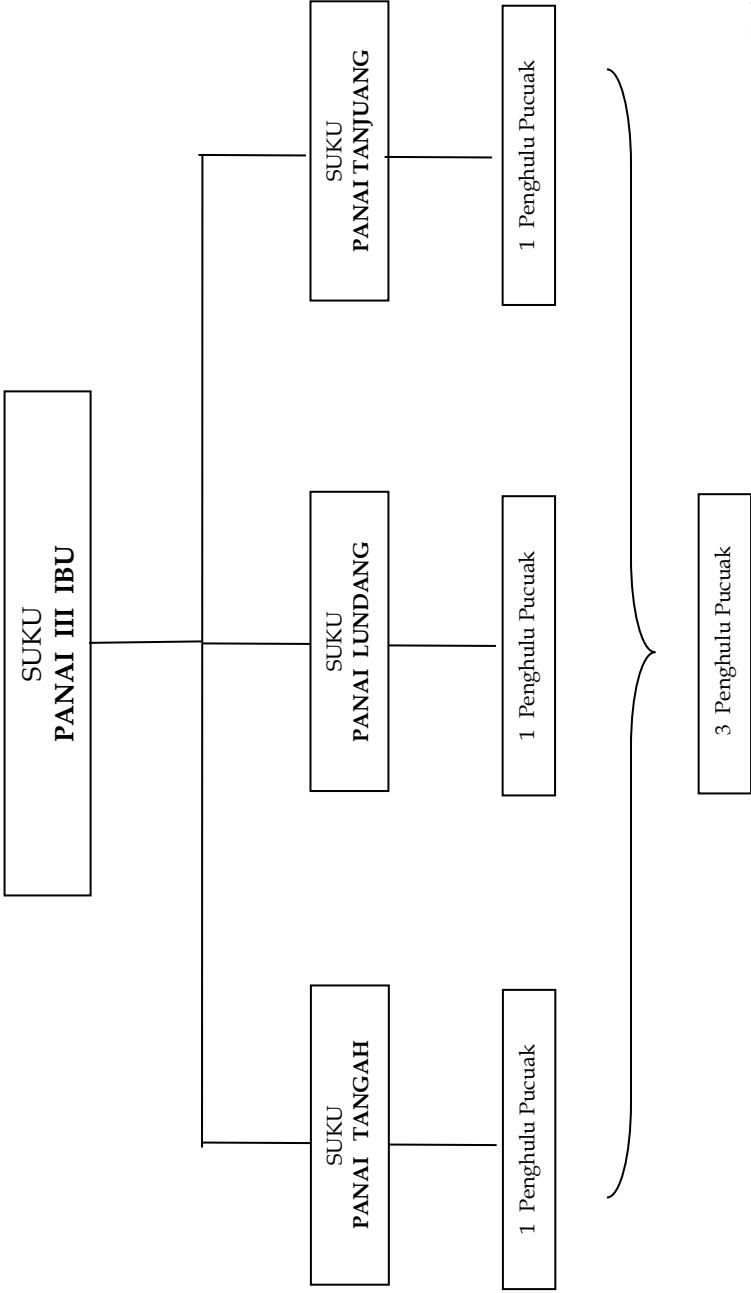 SUKU
PANAI III IBU
SUKU
PANAI TANGAH
SUKU
PANAI LUNDANG
SUKU
PANAI TANJUANG
1 Penghulu Pucuak
1 Penghulu Pucuak
1 Penghulu Pucuak
3 Penghulu Pucuak